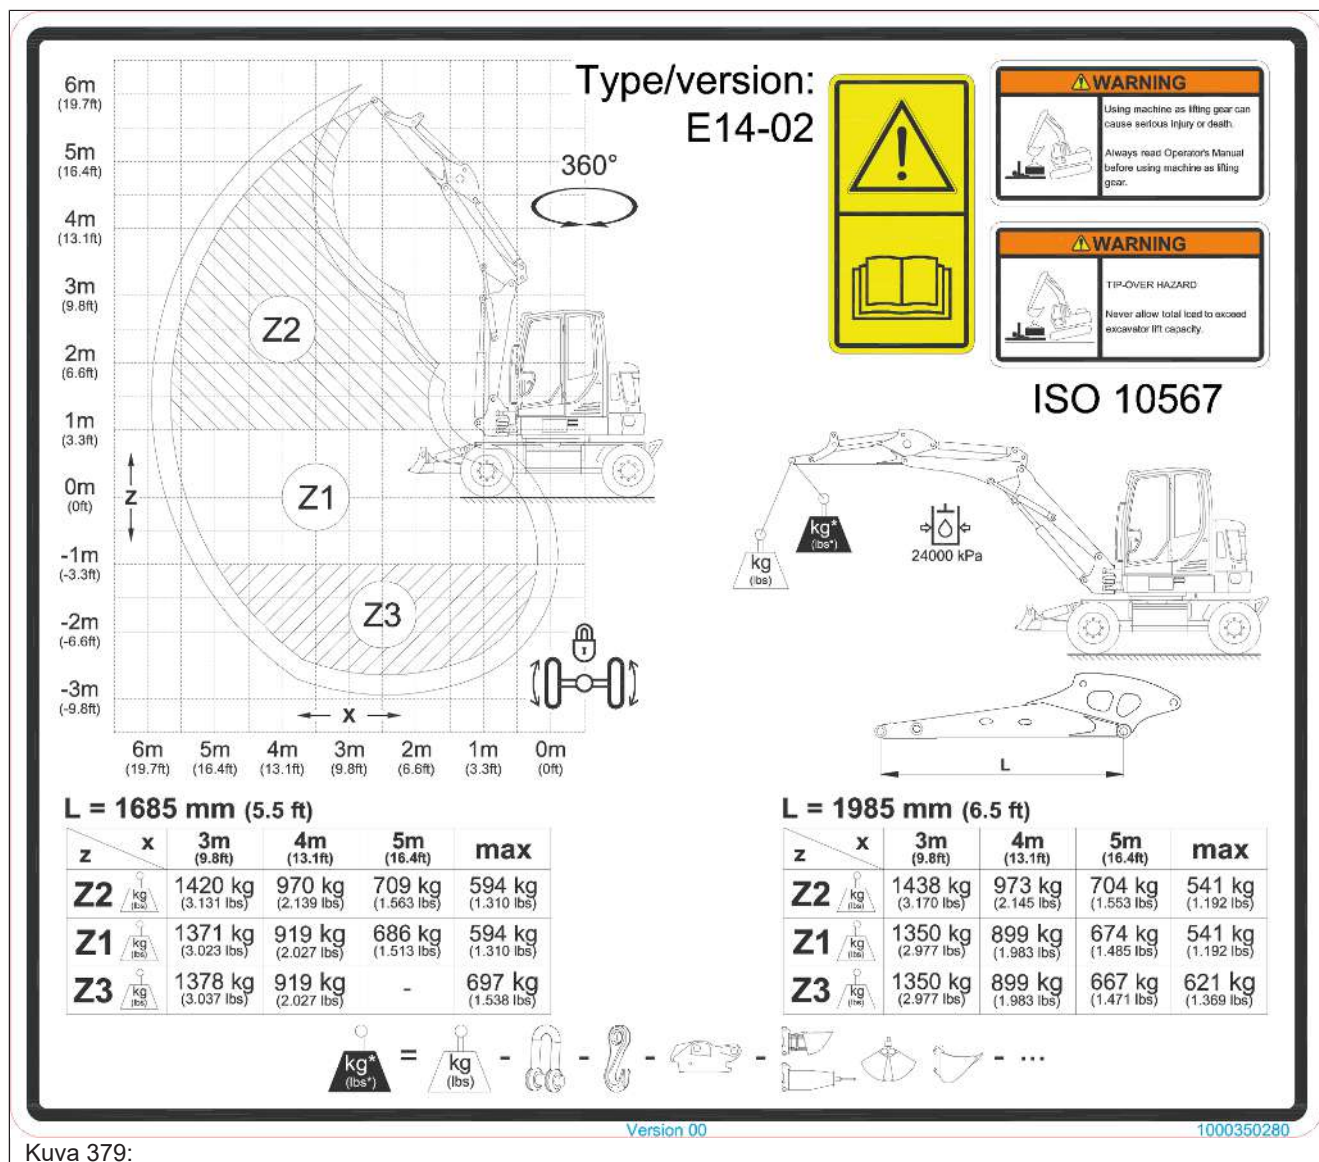 Type/version:
E14-02
6m
(19.7ft)
5m
(16.4ft)
4m
(13.1ft)
3m
(9.8ft)
2m
(6.6ft)
1m
(3.3ft)
0m
(0ft)
-1m
(-3.3ft)
-2m
(-6.6ft)
-3m
(-9.8ft)
Z
360°
Z2
Z1
Z3
X
6m 5m 4m 3m 2m 1m 0m
(19.7ft) (16.4ft) (13.1ft) (9.8ft) (6.6ft) (3.3ft) (0ft)
WARNING
Using machine as lifting gear can
cause serious injury or death.
Always read Operator's Manual
before using machine as lifting
gear.
WARNING
TIP-OVER HAZARD
Never allow total load to exceed
excavator lift capacity.
ISO 10567
kg
(lbs)
kg*
(lbs*)
24000 kPa
L
L = 1685 mm (5.5 ft)
z x 3m 4m 5m max
(9.8ft) (13.1ft) (16.4ft)
Z2 kg 1420 kg 970 kg 709 kg 594 kg
(lbs) (3.131 lbs) (2.139 lbs) (1.563 lbs) (1.310 lbs)
Z1 kg 1371 kg 919 kg 686 kg 594 kg
(lbs) (3.023 lbs) (2.027 lbs) (1.513 lbs) (1.310 lbs)
Z3 kg 1378 kg 919 kg - 697 kg
(lbs) (3.037 lbs) (2.027 lbs) (1.538 lbs)
L = 1985 mm (6.5 ft)
z x 3m 4m 5m max
(9.8ft) (13.1ft) (16.4ft)
Z2 kg 1438 kg 973 kg 704 kg 541 kg
(lbs) (3.170 lbs) (2.145 lbs) (1.553 lbs) (1.192 lbs)
Z1 kg 1350 kg 899 kg 674 kg 541 kg
(lbs) (2.977 lbs) (1.983 lbs) (1.485 lbs) (1.192 lbs)
Z3 kg 1350 kg 899 kg 667 kg 621 kg
(lbs) (2.977 lbs) (1.983 lbs) (1.471 lbs) (1.369 lbs)
kg* = kg - - - - - ...
(lbs*) (lbs)
Version 00
1000350280
Kuva 379: